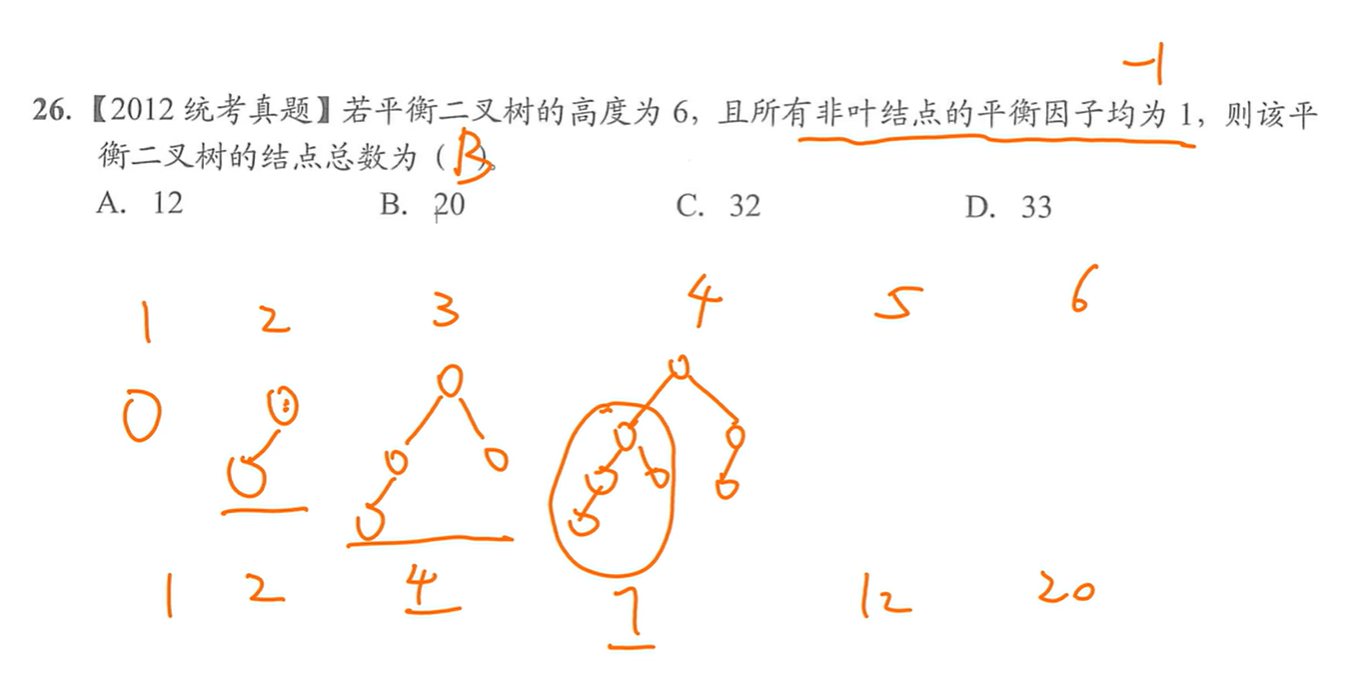 -1
26.【2012 统考真题】若平衡二叉树的高度为 6，且所有非叶结点的平衡因子均为 1，则该平
衡二叉树的结点总数为（ B ）。
A. 12 B. 20 C. 32 D. 33
1 2 3 4 5 6
1 2 4 7 12 20